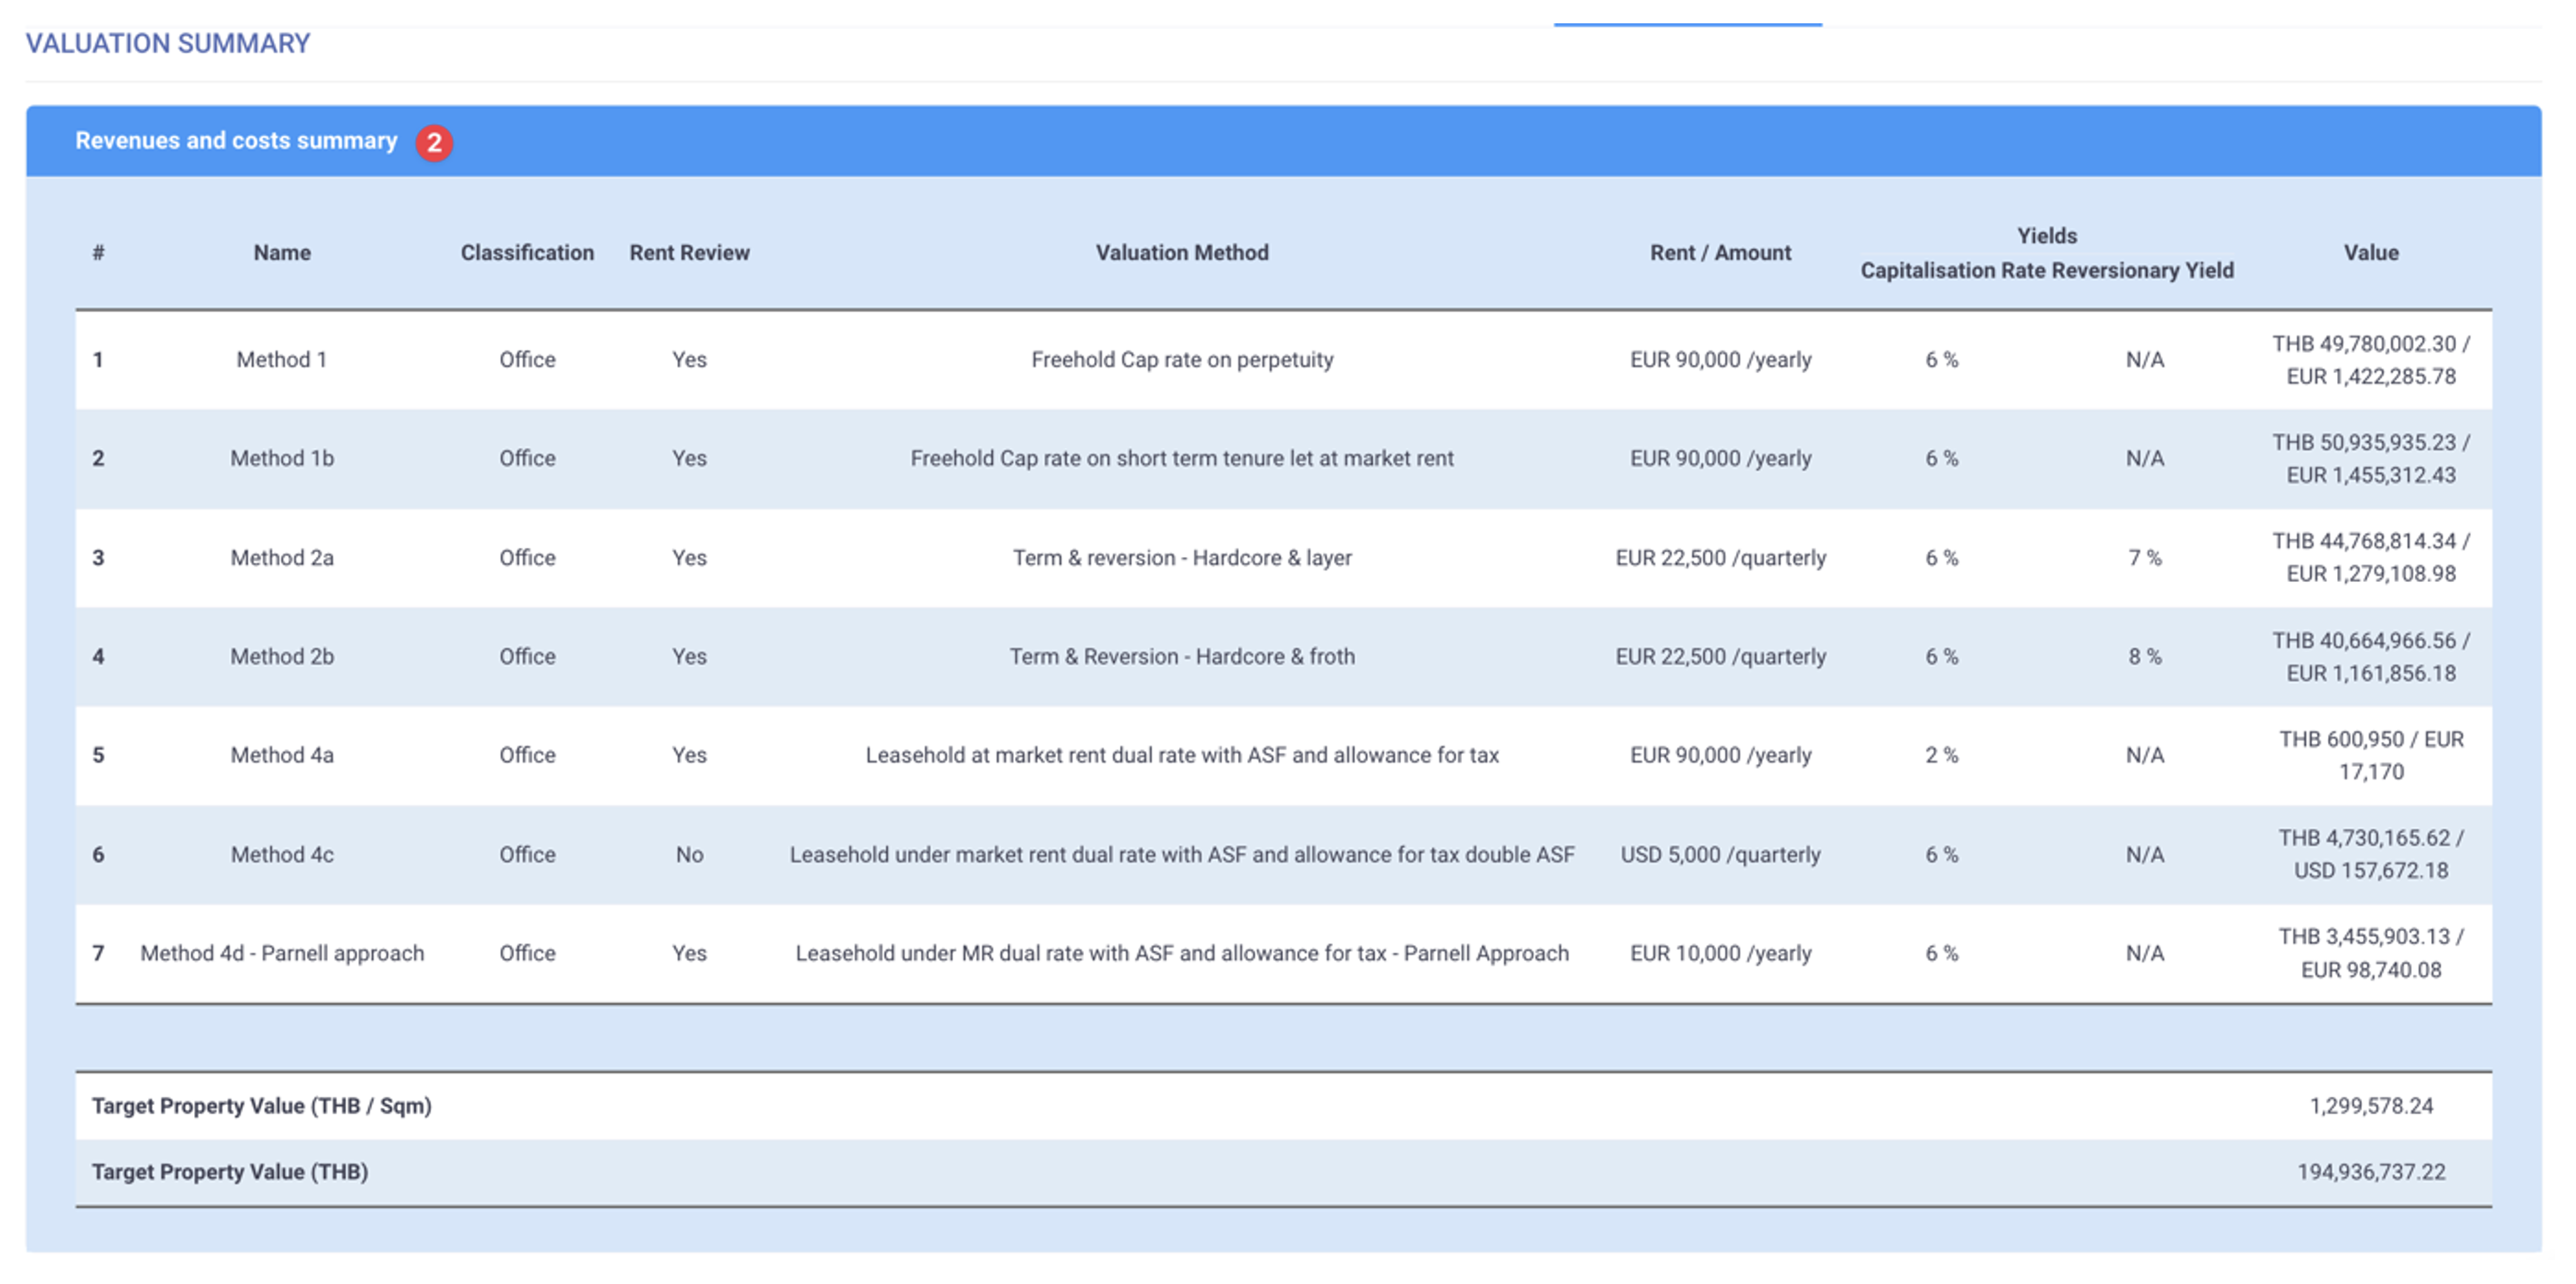 VALUATION SUMMARY
Revenues and costs summary 2
# Name Classification Rent Review Valuation Method Rent / Amount Yields Value
Capitalisation Rate Reversionary Yield
1 Method 1 Office Yes Freehold Cap rate on perpetuity EUR 90,000 /yearly 6 % N/A THB 49,780,002.30 /
EUR 1,422,285.78
2 Method 1b Office Yes Freehold Cap rate on short term tenure let at market rent EUR 90,000 /yearly 6 % N/A THB 50,935,935.23 /
EUR 1,455,312.43
3 Method 2a Office Yes Term & reversion - Hardcore & layer EUR 22,500 /quarterly 6 % 7 % THB 44,768,814.34 /
EUR 1,279,108.98
4 Method 2b Office Yes Term & Reversion - Hardcore & froth EUR 22,500 /quarterly 6 % 8 % THB 40,664,966.56 /
EUR 1,161,856.18
5 Method 4a Office Yes Leasehold at market rent dual rate with ASF and allowance for tax EUR 90,000 /yearly 2 % N/A THB 600,950 / EUR
17,170
6 Method 4c Office No Leasehold under market rent dual rate with ASF and allowance for tax double ASF USD 5,000 /quarterly 6 % N/A THB 4,730,165.62 /
USD 157,672.18
7 Method 4d - Parnell approach Office Yes Leasehold under MR dual rate with ASF and allowance for tax - Parnell Approach EUR 10,000 /yearly 6 % N/A THB 3,455,903.13 /
EUR 98,740.08
Target Property Value (THB / Sqm) 1,299,578.24
Target Property Value (THB) 194,936,737.22